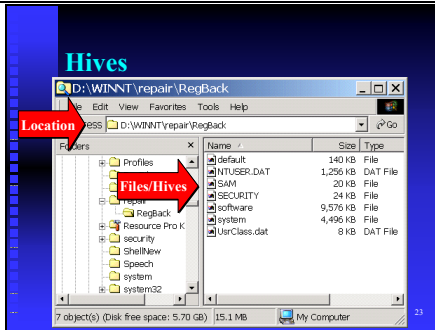 Hives
D:\WINNT\repair\RegBack
Edit View Favorites Tools Help
Location
D:\WINNT\repair\RegBack
Go
Folders
Name Size Type
Profiles
default 140 KB File
NTUSER.DAT 1,256 KB DAT File
Files/Hives
SAM 20 KB File
SECURITY 24 KB File
repair
software 9,576 KB File
RegBack
system 4,496 KB File
Resource Pro K
UsrClass.dat 8 KB DAT File
security
ShellNew
Speech
system
system32
7 object(s) (Disk free space: 5.70 GB) 15.1 MB My Computer
23